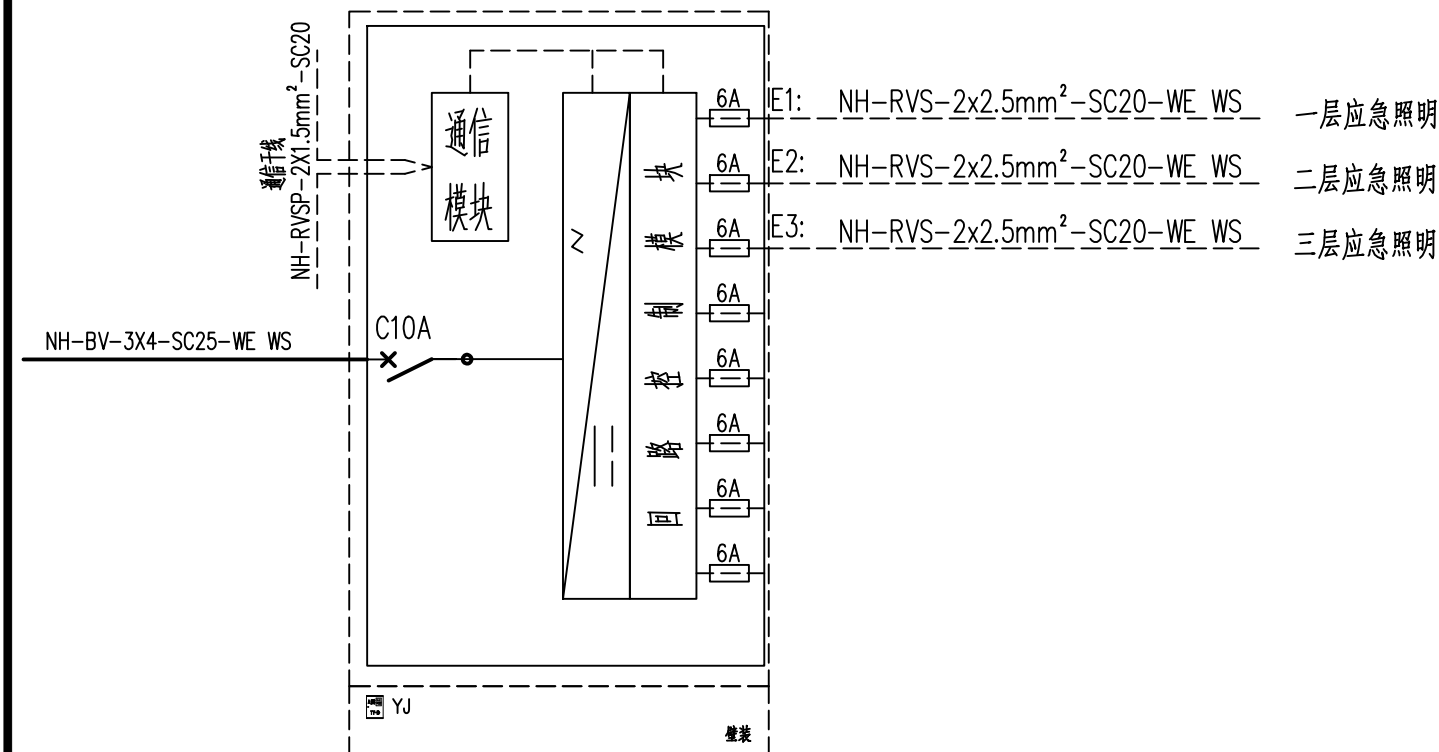 通信干线
NH-RVSP-2X1.5mm²-SC20
通信
模块
NH-BV-3X4-SC25-WE WS
C10A
~
回路控制模块
6A
E1: NH-RVS-2x2.5mm²-SC20-WE WS 一层应急照明
6A
E2: NH-RVS-2x2.5mm²-SC20-WE WS 二层应急照明
6A
E3: NH-RVS-2x2.5mm²-SC20-WE WS 三层应急照明
6A
6A
6A
6A
6A
YJ
壁装